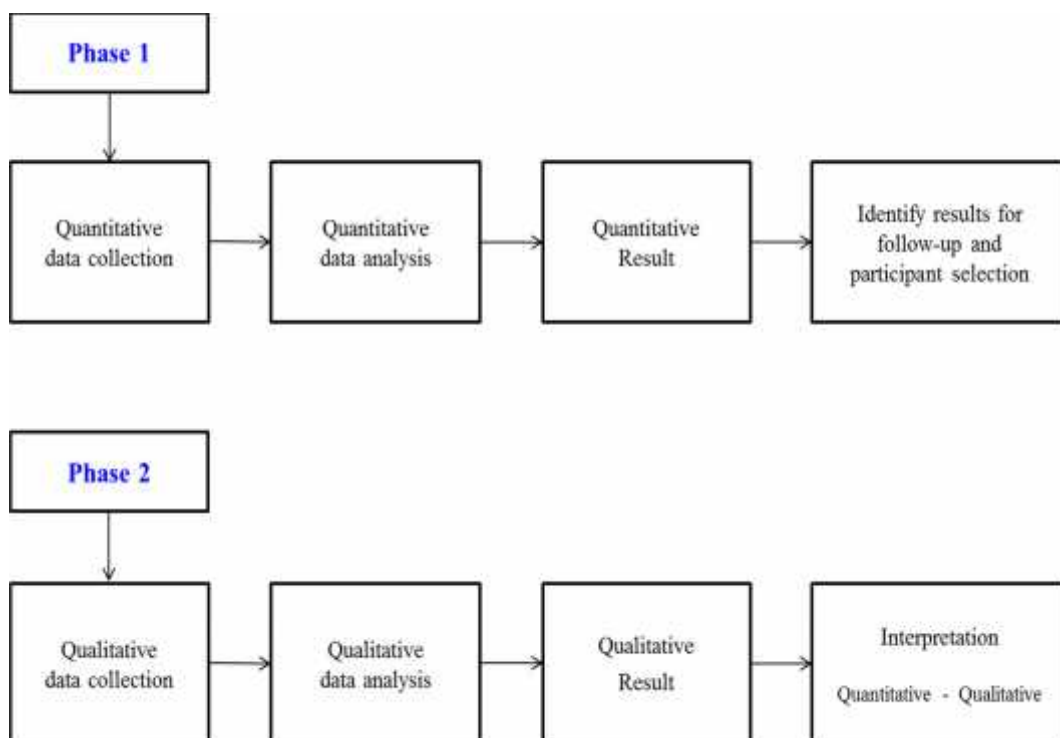 Phase 1
Quantitative
data collection
Quantitative
data analysis
Quantitative
Result
Identify results for
follow-up and
participant selection
Phase 2
Qualitative
data collection
Qualitative
data analysis
Qualitative
Result
Interpretation
Quantitative - Qualitative